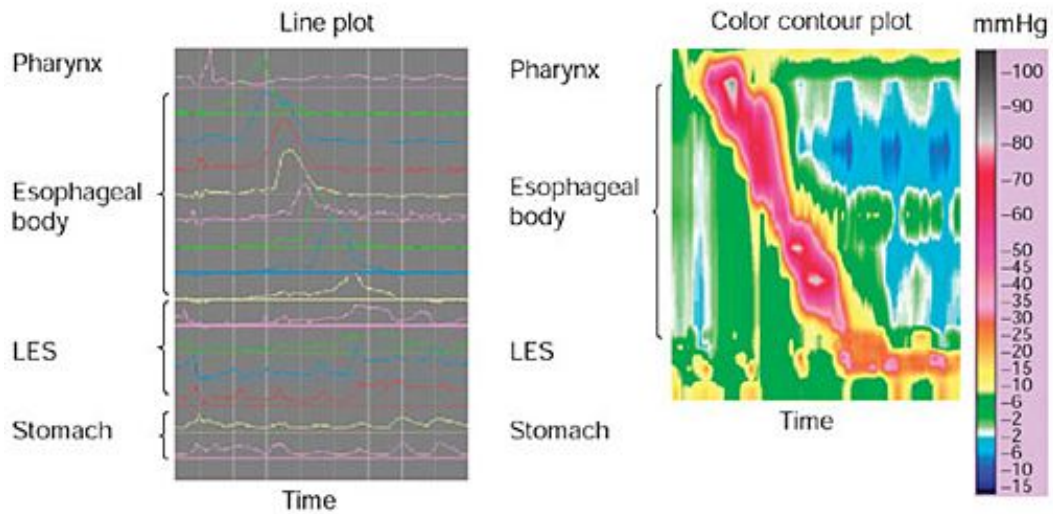 Line plot
Pharynx
Esophageal
body
LES
Stomach
Time
Color contour plot
Pharynx
Esophageal
body
LES
Stomach
Time
mmHg
–100
–90
–80
–70
–60
–50
–45
–40
–35
–30
–25
–20
–15
–10
–6
–2
–2
–6
–10
–15